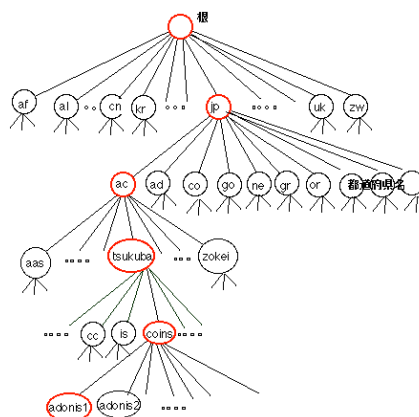 根
af
al
cn
kr
jp
uk
zw
ac
ad
co
go
ne
gr
or
都道府県名
aas
tsukuba
zokei
cc
is
coins
adonis1
adonis2